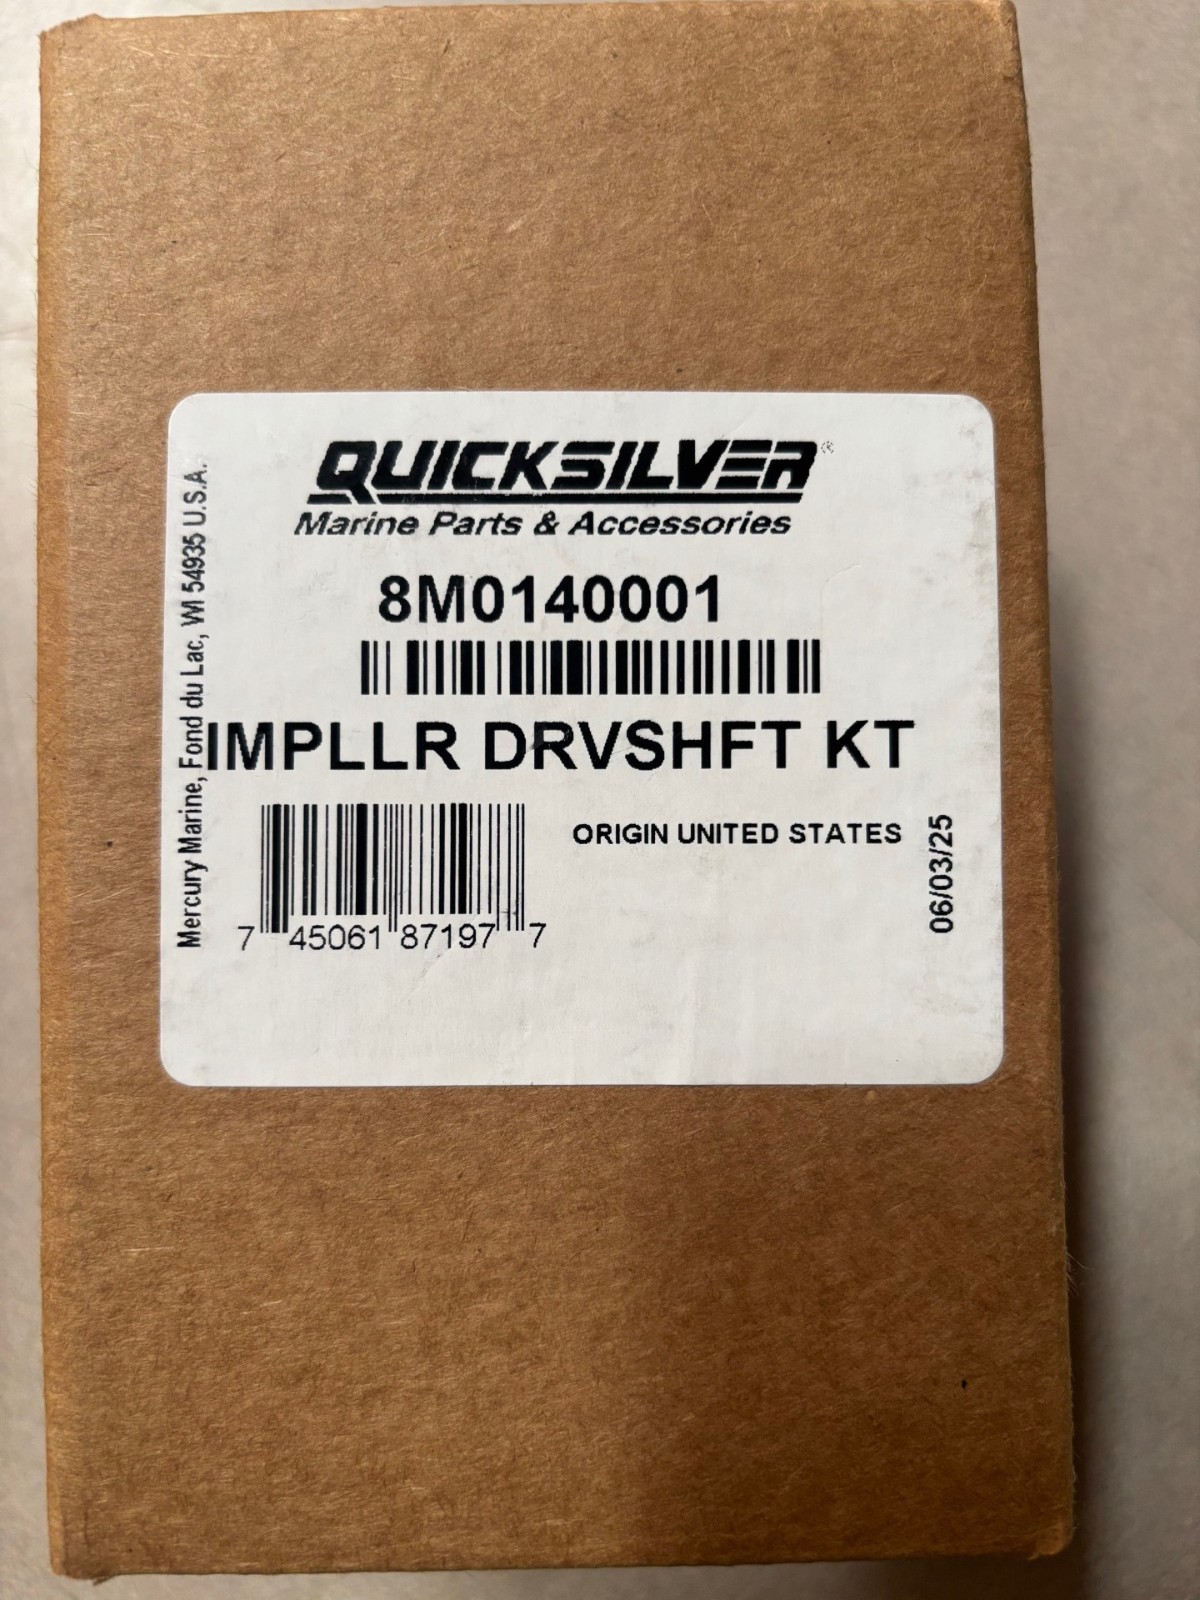 QUICKSILVER®
Marine Parts & Accessories
8M0140001
IMPLLR DRVSHFT KT
ORIGIN UNITED STATES
7 45061 87197 7
06/03/25
Mercury Marine, Fond du Lac, WI 54935 U.S.A.